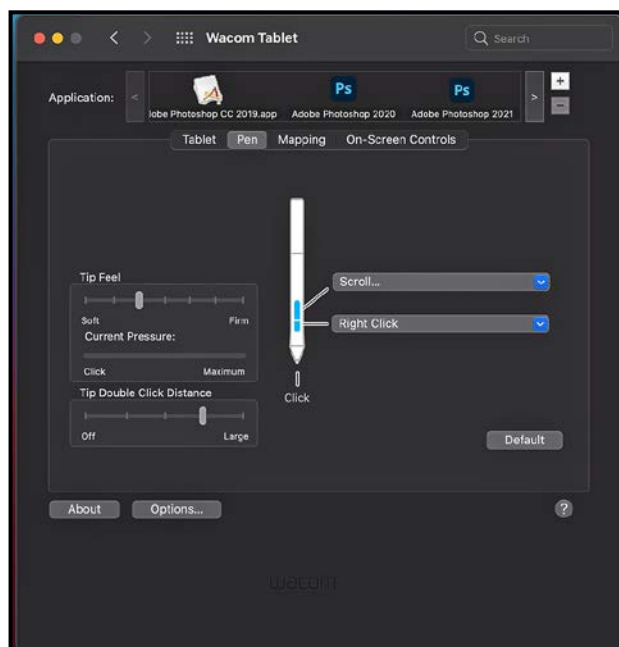 Wacom Tablet
Search
Application:
lobe Photoshop CC 2019.app Adobe Photoshop 2020 Adobe Photoshop 2021
Ps
Ps
Tablet Pen Mapping On-Screen Controls
Tip Feel
Soft Firm
Current Pressure:
Click Maximum
Tip Double Click Distance
Off Large
Scroll...
Right Click
Click
Default
About Options...
?
wacom